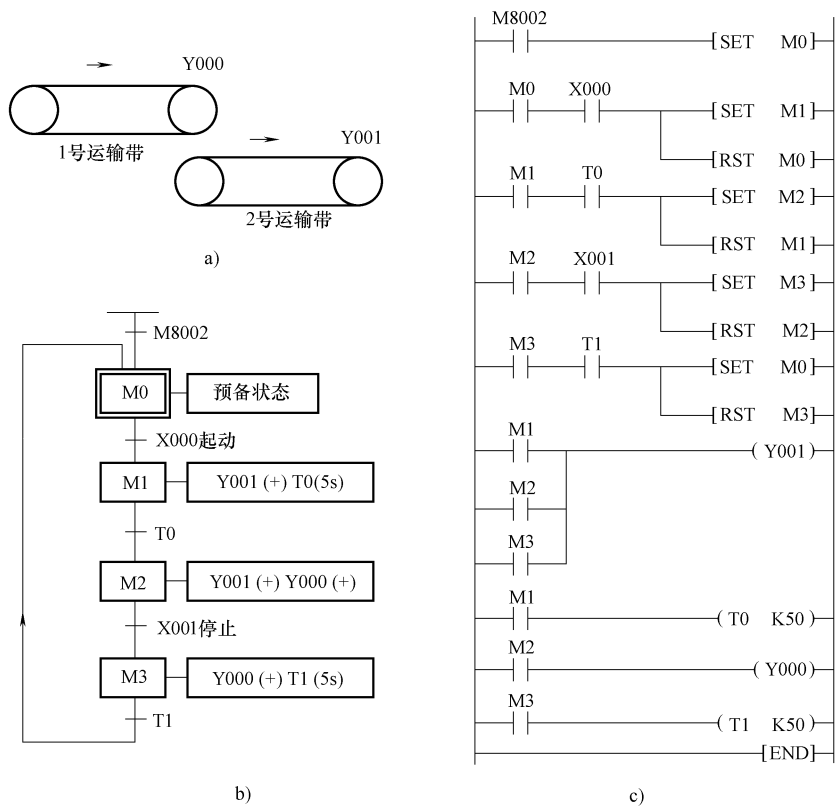 Y000
1号运输带
Y001
2号运输带
a)
M8002
M0 预备状态
X000起动
M1 Y001 (+) T0(5s)
T0
M2 Y001 (+) Y000 (+)
X001停止
M3 Y000 (+) T1 (5s)
T1
b)
M8002
[SET M0]
M0 X000
[SET M1]
[RST M0]
M1 T0
[SET M2]
[RST M1]
M2 X001
[SET M3]
[RST M2]
M3 T1
[SET M0]
[RST M3]
M1
(Y001)
M2
M3
M1
(T0 K50)
M2
(Y000)
M3
(T1 K50)
[END]
c)